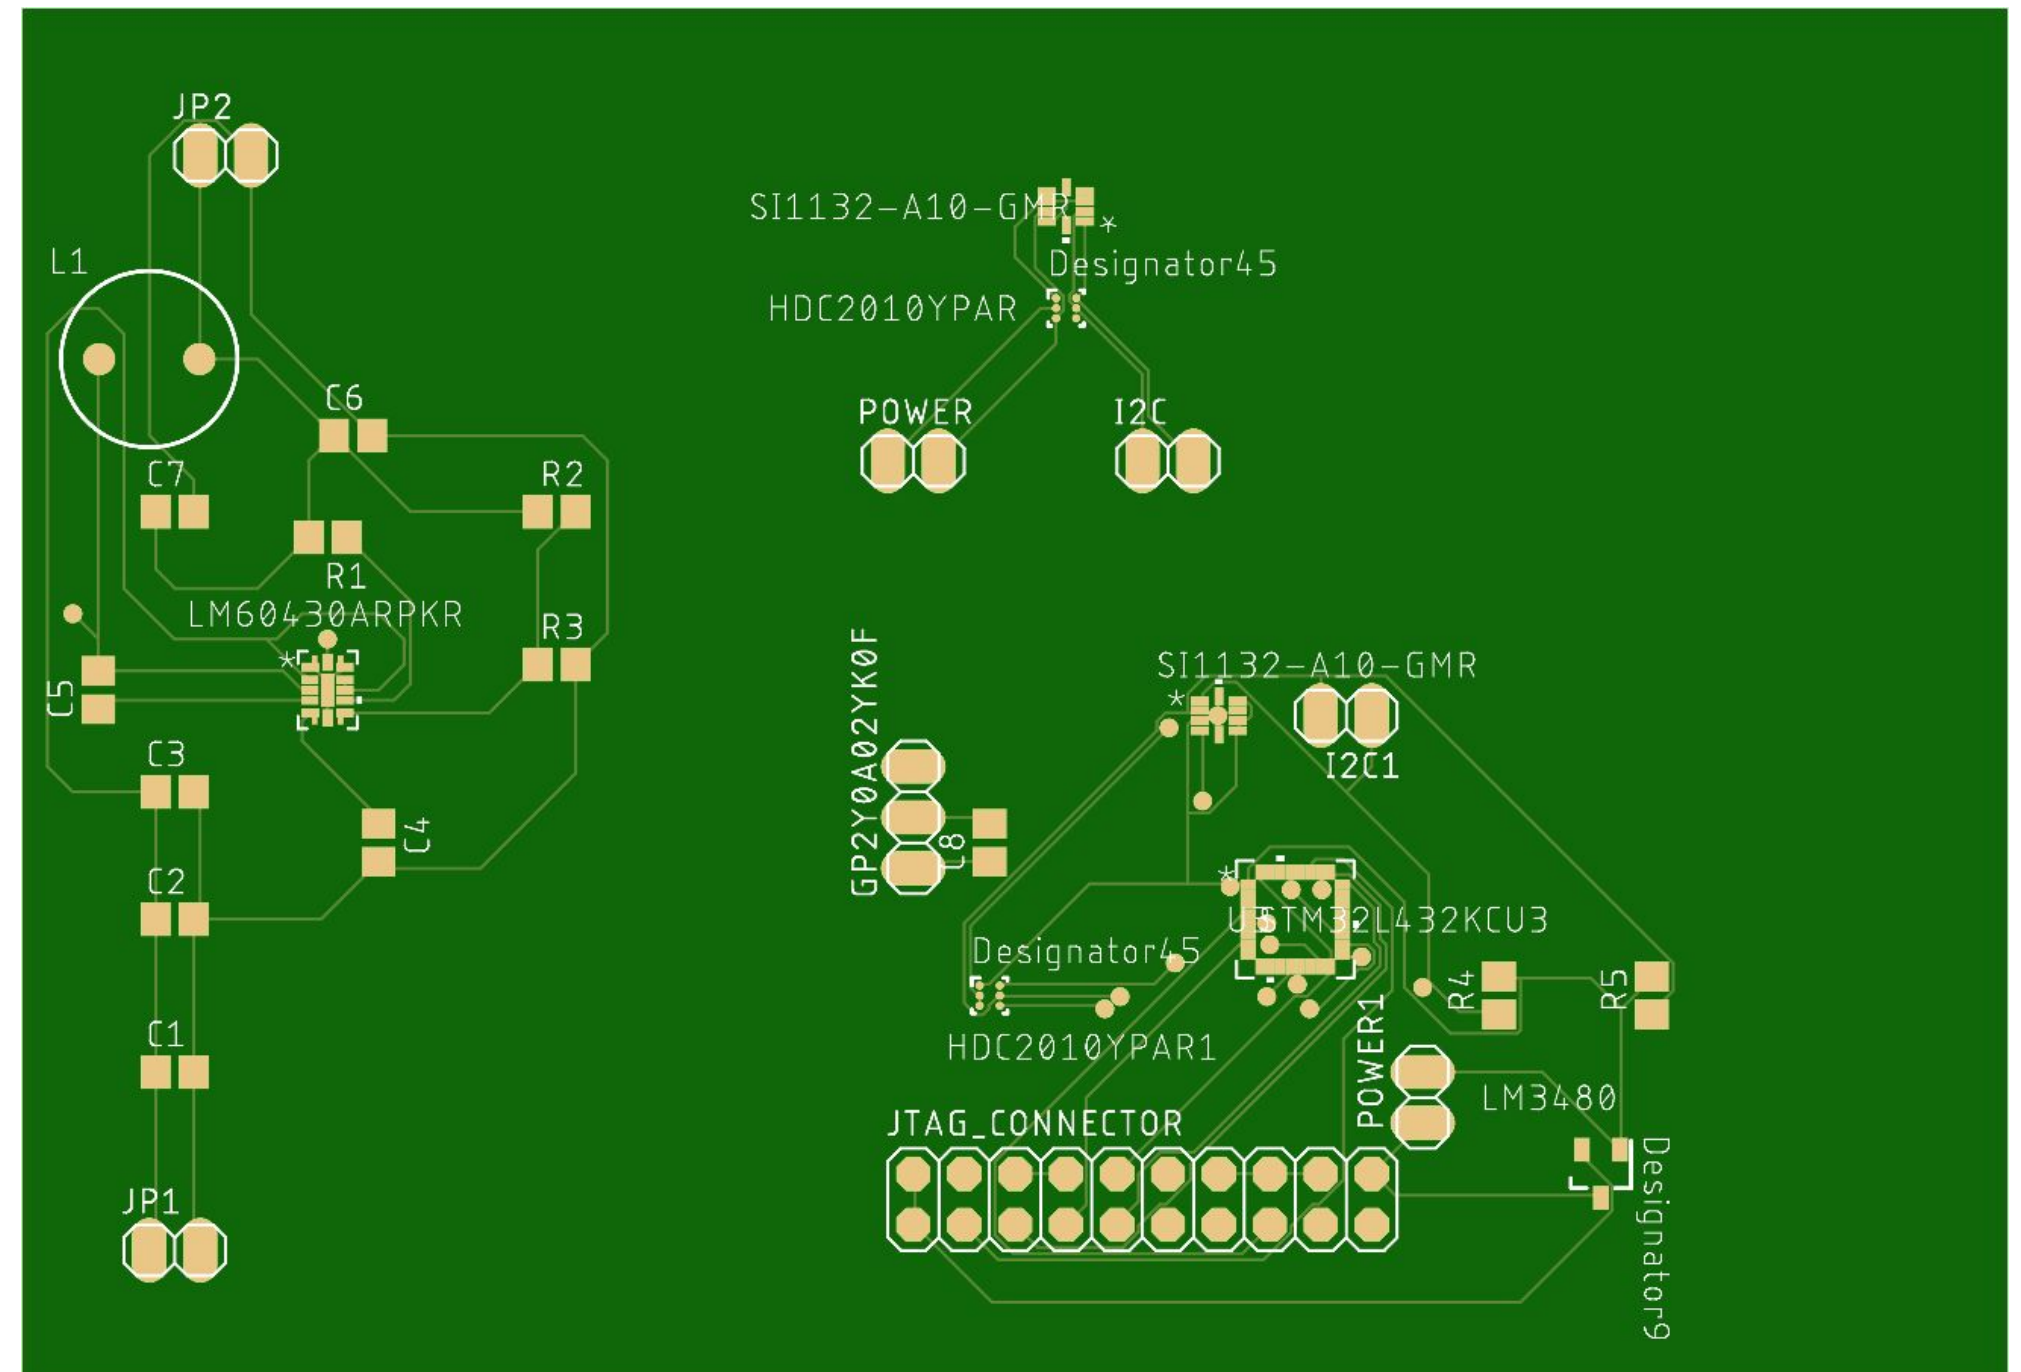 JP2
SI1132-A10-GMR
*
L1
Designator45
HDC2010YPAR
C6
POWER
I2C
C7
R2
R1
LM60430ARPKR
R3
*
SI1132-A10-GMR
*
C5
GP2Y0A02YK0F
C3
I2C1
C4
L8
C2
*
STM32L432KCU3
Designator45
R4
R5
C1
HDC2010YPAR1
POWER1
LM3480
JTAG_CONNECTOR
JP1
Designator9